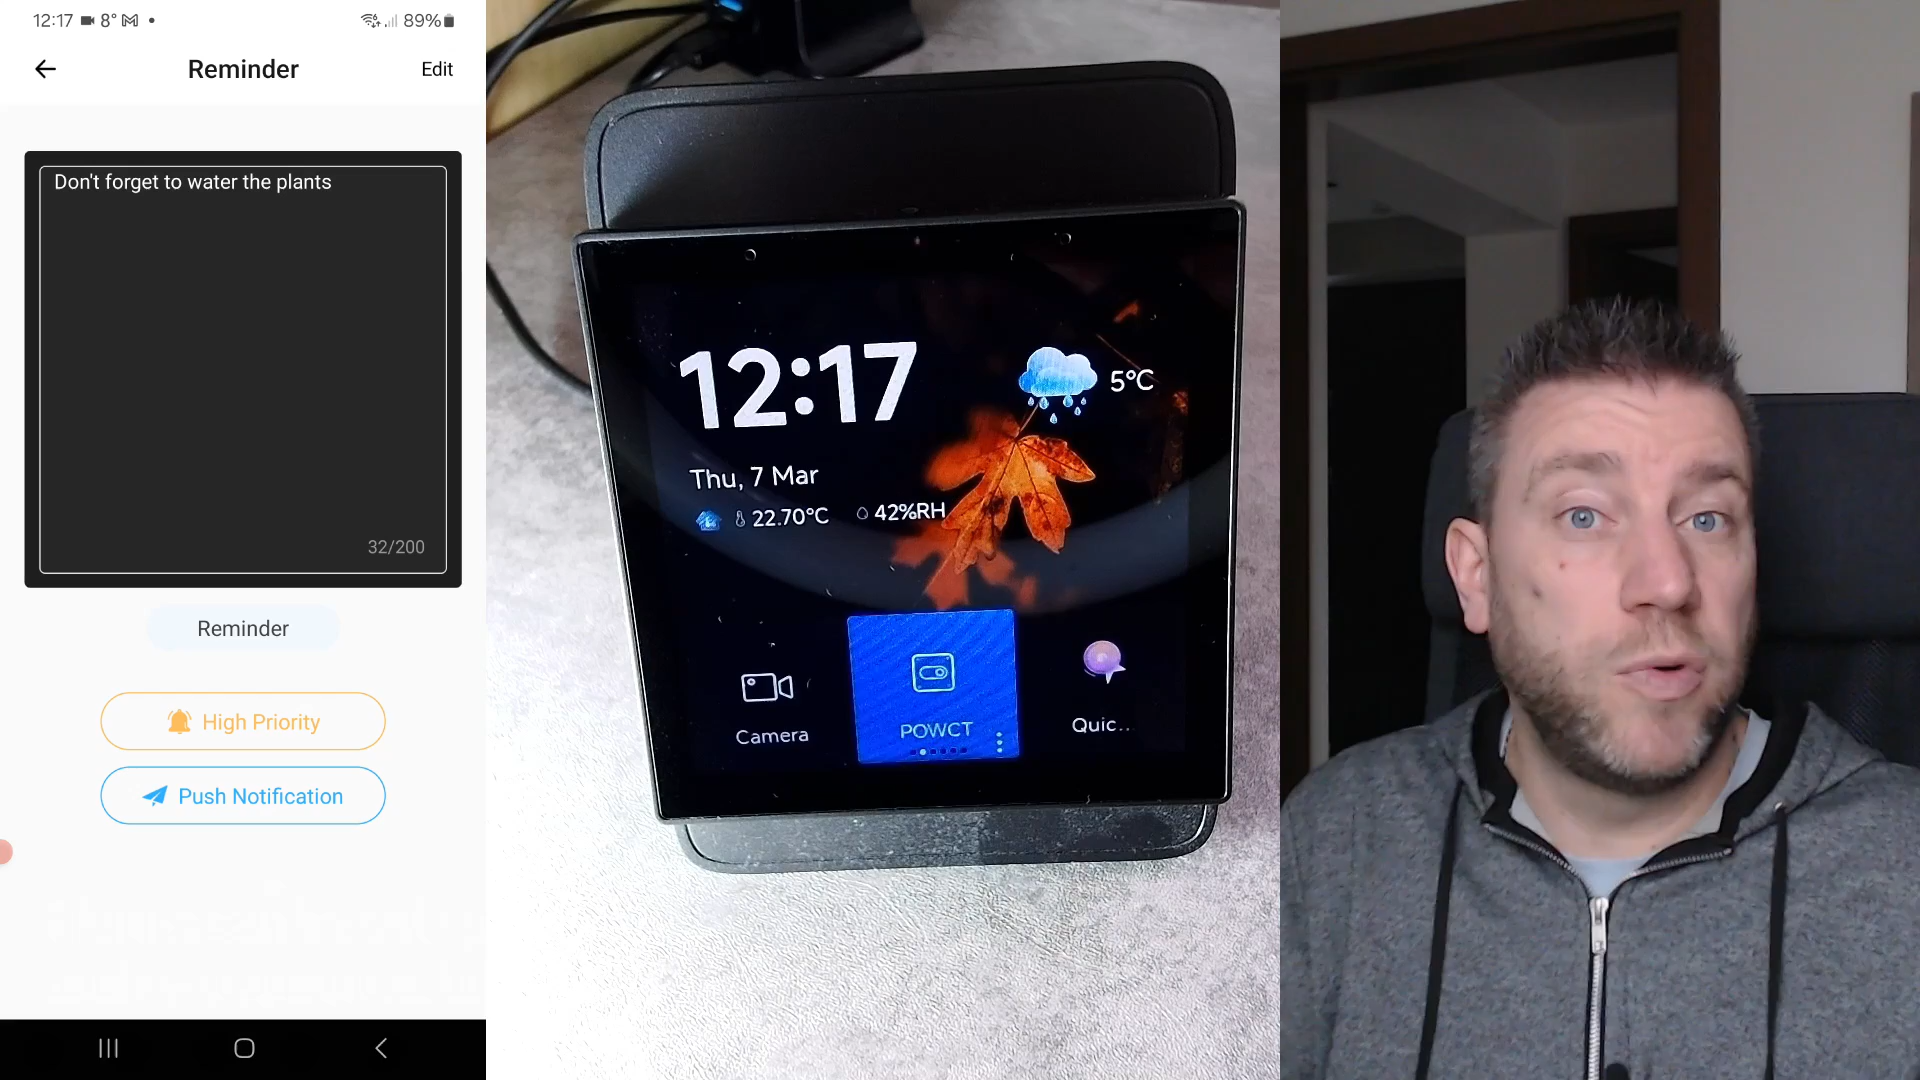 12:17 8° 89%
Reminder Edit
Don't forget to water the plants
32/200
Reminder
High Priority
Push Notification
12:17
5°C
Thu, 7 Mar
22.70°C 42%RH
Camera
POWCT
Quic..